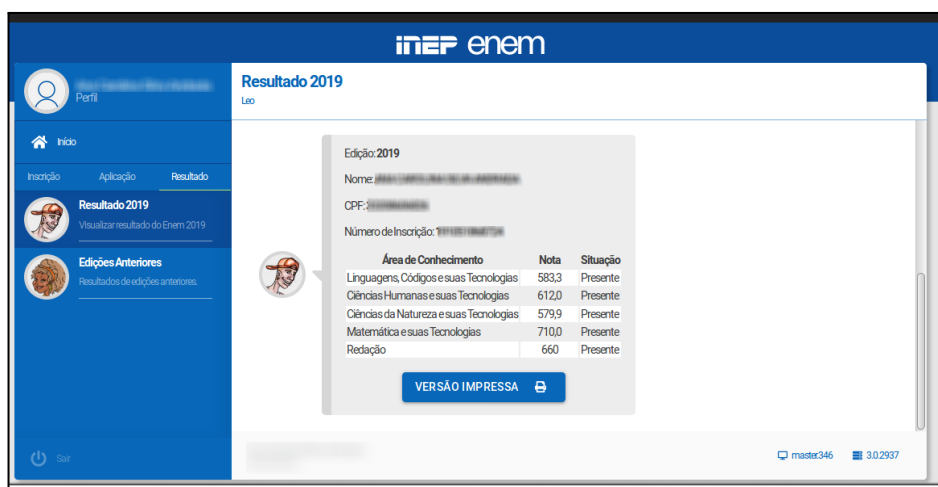 inep enem
Perfil
Início
Inscrição Aplicação Resultado
Resultado 2019
Visualizar resultado do Enem 2019
Edições Anteriores
Resultados de edições anteriores.
Sair
Resultado 2019
Leo
Edição: 2019
Nome:
CPF:
Número de Inscrição:
Área de Conhecimento Nota Situação
Linguagens, Códigos e suas Tecnologias 583,3 Presente
Ciências Humanas e suas Tecnologias 612,0 Presente
Ciências da Natureza e suas Tecnologias 579,9 Presente
Matemática e suas Tecnologias 710,0 Presente
Redação 660 Presente
VERSÃO IMPRESSA
master346 3.0.2937